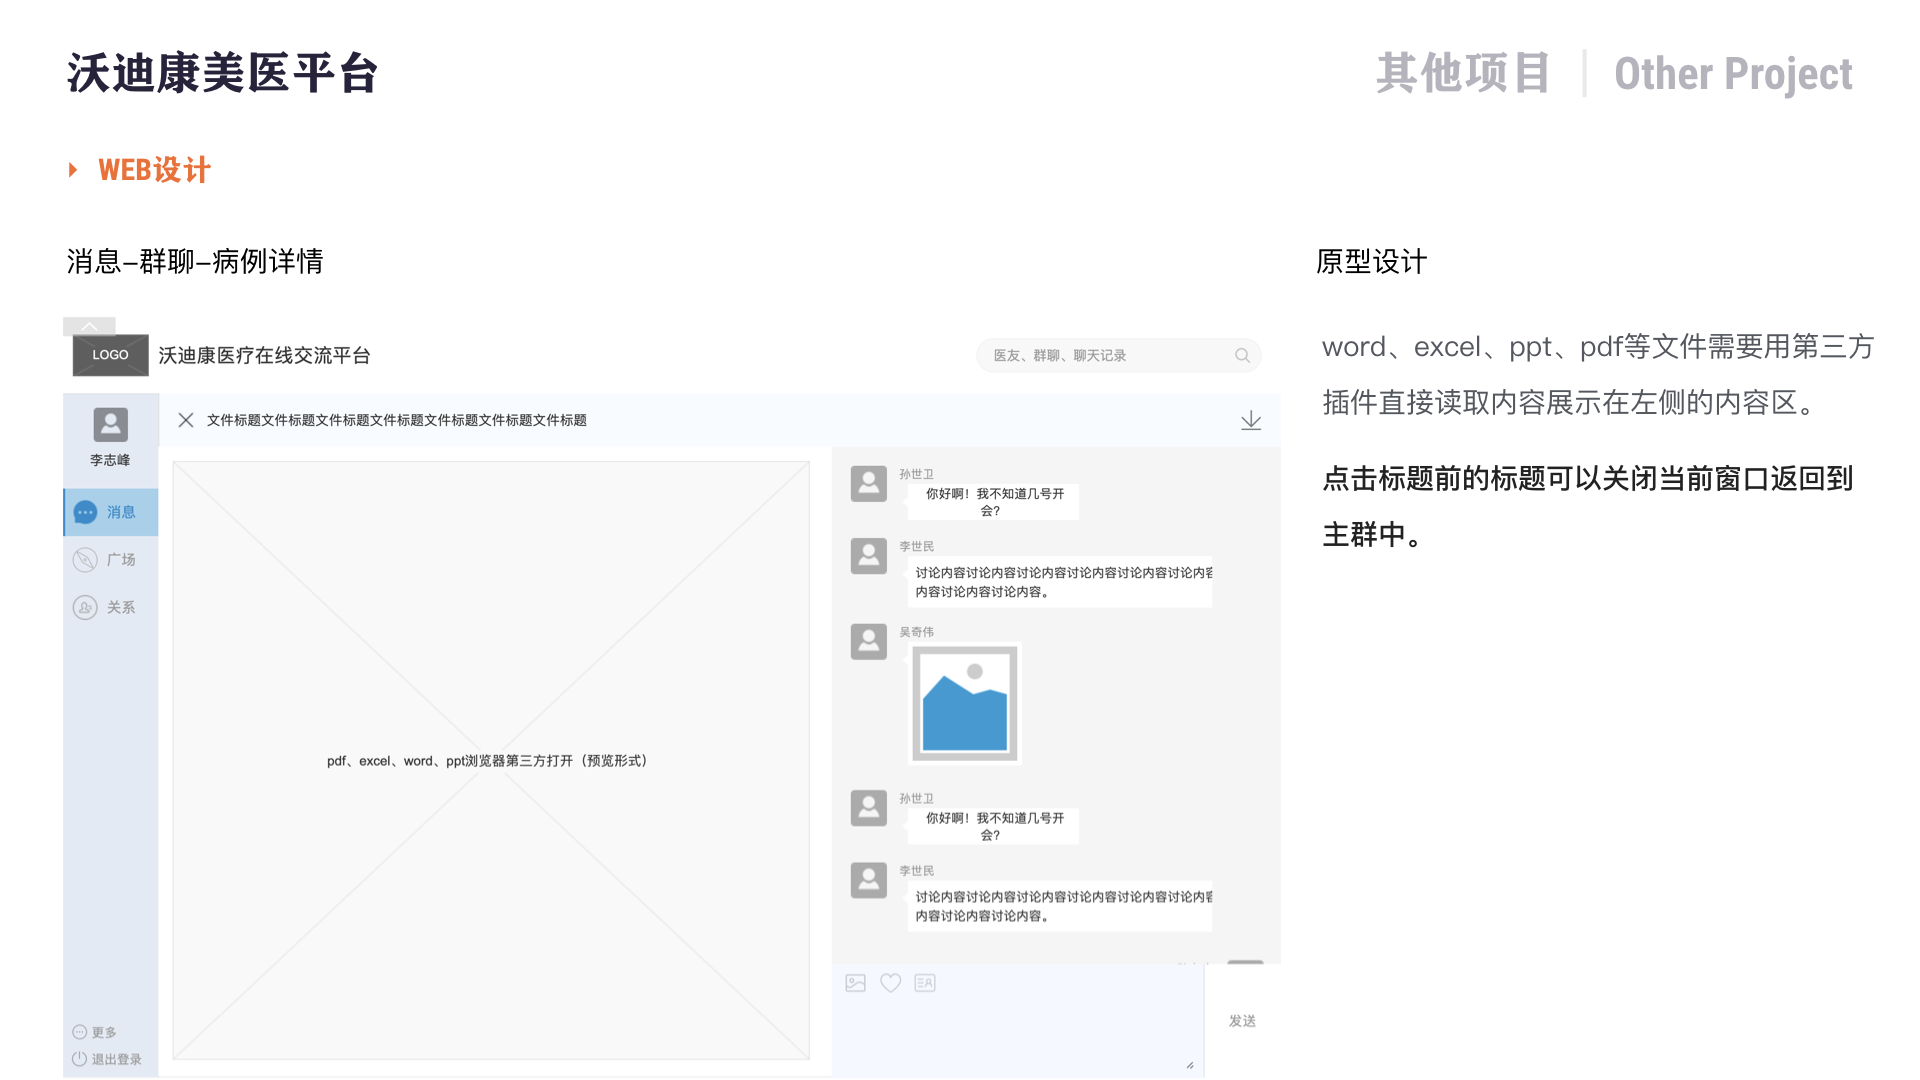 沃迪康美医平台
其他项目 | Other Project
WEB设计
消息–群聊–病例详情
原型设计
LOGO
沃迪康医疗在线交流平台
医友、群聊、聊天记录
word、excel、ppt、pdf等文件需要用第三方
插件直接读取内容展示在左侧的内容区。
点击标题前的标题可以关闭当前窗口返回到
主群中。
李志峰
文件标题文件标题文件标题文件标题文件标题文件标题文件标题
消息
广场
关系
更多
退出登录
pdf、excel、word、ppt浏览器第三方打开（预览形式）
孙世卫
你好啊！我不知道几号开
会?
李世民
讨论内容讨论内容讨论内容讨论内容讨论内容讨论内容
内容讨论内容讨论内容。
吴奇伟
孙世卫
你好啊！我不知道几号开
会?
李世民
讨论内容讨论内容讨论内容讨论内容讨论内容讨论内容
内容讨论内容讨论内容。
发送